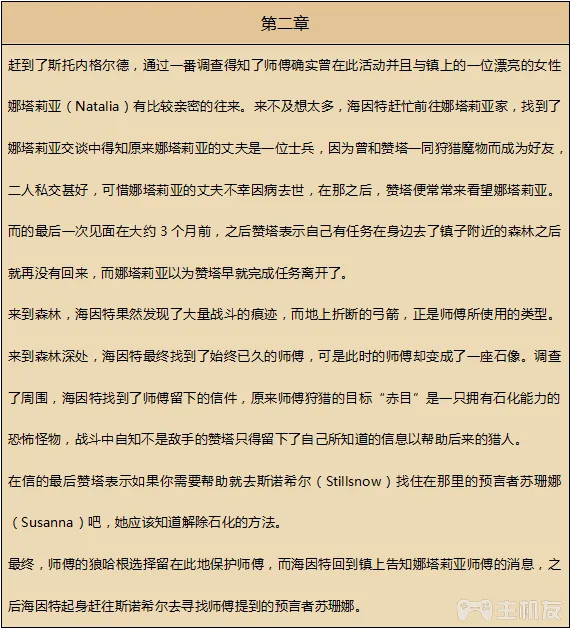 第二章
赶到了斯托内格尔德，通过一番调查得知了师傅确实曾在此活动并且与镇上的一位漂亮的女性
娜塔莉亚（Natalia）有比较亲密的往来。来不及想太多，海因特赶忙前往娜塔莉亚家，找到了
娜塔莉亚交谈中得知原来娜塔莉亚的丈夫是一位士兵，因为曾和赞塔一同狩猎魔物而成为好友，
二人私交甚好，可惜娜塔莉亚的丈夫不幸因病去世，在那之后，赞塔便常常来看望娜塔莉亚。
而的最后一次见面在大约 3 个月前，之后赞塔表示自己有任务在身边去了镇子附近的森林之后
就再没有回来，而娜塔莉亚以为赞塔早就完成任务离开了。
来到森林，海因特果然发现了大量战斗的痕迹，而地上折断的弓箭，正是师傅所使用的类型。
来到森林深处，海因特最终找到了始终已久的师傅，可是此时的师傅却变成了一座石像。调查
了周围，海因特找到了师傅留下的信件，原来师傅狩猎的目标“赤目”是一只拥有石化能力的
恐怖怪物，战斗中自知不是敌手的赞塔只得留下了自己所知道的信息以帮助后来的猎人。
在信的最后赞塔表示如果你需要帮助就去斯诺希尔（Stillsnow）找住在那里的预言者苏珊娜
（Susanna）吧，她应该知道解除石化的方法。
最终，师傅的狼哈根选择留在此地保护师傅，而海因特回到镇上告知娜塔莉亚师傅的消息，之
后海因特起身赶往斯诺希尔去寻找师傅提到的预言者苏珊娜。
主机友